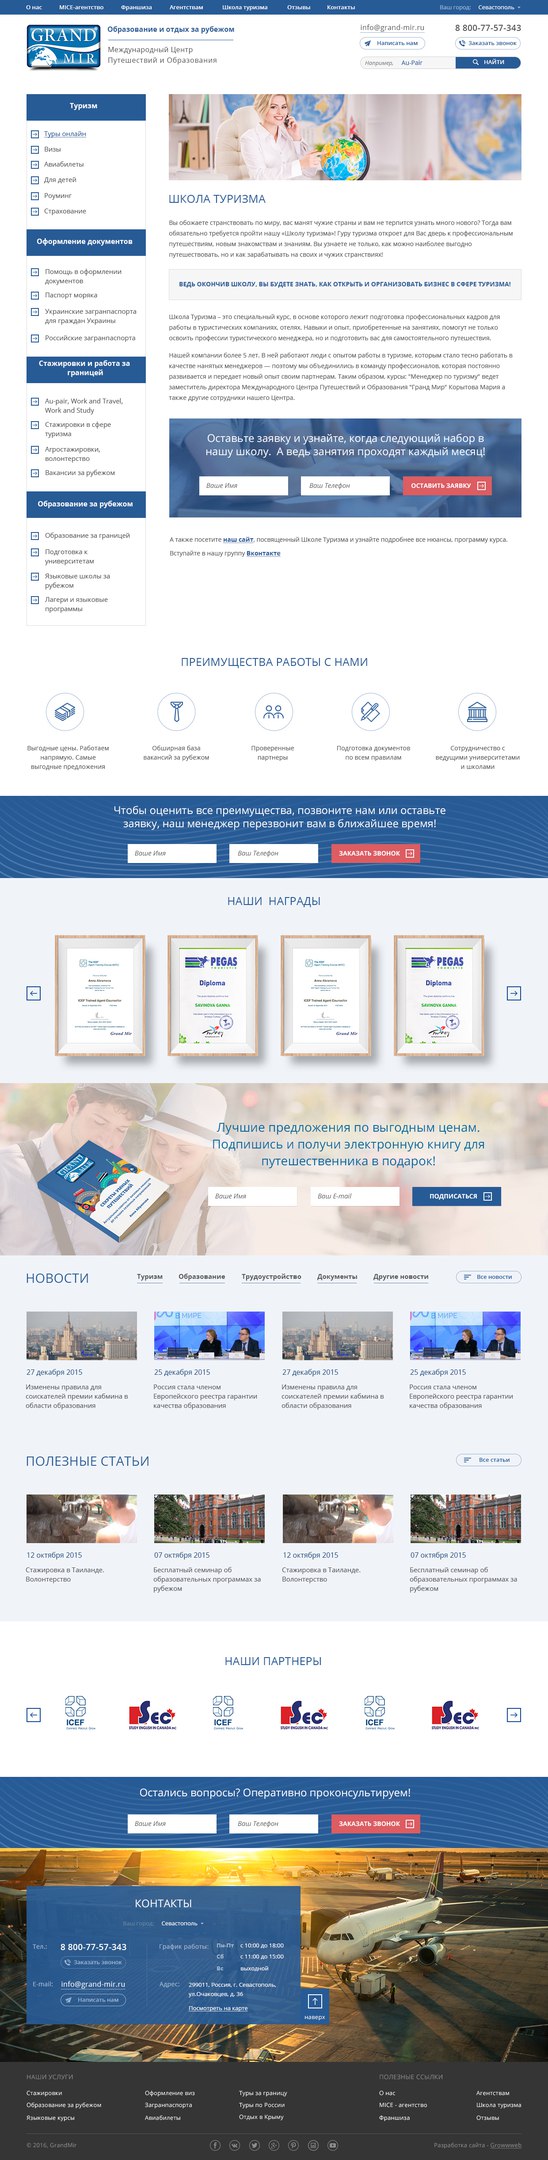 О нас MICE-агентство Франшиза Агентствам Школа туризма Отзывы Контакты Ваш город: Севастополь
GRAND MIR
Образование и отдых за рубежом
Международный Центр
Путешествий и Образования
info@grand-mir.ru 8 800-77-57-343
Написать нам Заказать звонок
Например, Au-Pair НАЙТИ
Туризм
Туры онлайн
Визы
Авиабилеты
Для детей
Роуминг
Страхование
Оформление документов
Помощь в оформлении
документов
Паспорт моряка
Украинские загранпаспорта
для граждан Украины
Российские загранпаспорта
Стажировки и работа за
границей
Au-pair, Work and Travel,
Work and Study
Стажировки в сфере
туризма
Агростажировки,
волонтерство
Вакансии за рубежом
Образование за рубежом
Образование за границей
Подготовка к
университетам
Языковые школы за
рубежом
Лагери и языковые
программы
ШКОЛА ТУРИЗМА
Вы обожаете странствовать по миру, вас манят чужие страны и вам не терпится узнать много нового? Тогда вам
обязательно требуется пройти нашу «Школу туризма»! Гуру туризма откроет для Вас дверь к профессиональным
путешествиям, новым знакомствам и знаниям. Вы узнаете не только, как можно наиболее выгодно
путешествовать, но и как зарабатывать на своих и чужих странствиях!
ВЕДЬ ОКОНЧИВ ШКОЛУ, ВЫ БУДЕТЕ ЗНАТЬ, КАК ОТКРЫТЬ И ОРГАНИЗОВАТЬ БИЗНЕС В СФЕРЕ ТУРИЗМА!
Школа Туризма – это специальный курс, в основе которого лежит подготовка профессиональных кадров для
работы в туристических компаниях, отелях. Навыки и опыт, приобретенные на занятиях, помогут не только
освоить профессии туристического менеджера, но и подготовить вас для самостоятельного путешествия.
Нашей компании более 5 лет. В ней работают люди с опытом работы в туризме, которым стало тесно работать в
качестве нанятых менеджеров — поэтому мы объединились в команду профессионалов, которая постоянно
развивается и передает новый опыт своим партнерам. Таким образом, курсы: "Менеджер по туризму" ведет
заместитель директора Международного Центра Путешествий и Образования "Гранд Мир" Корытова Мария а
также другие сотрудники нашего Центра.
Оставьте заявку и узнайте, когда следующий набор в
нашу школу. А ведь занятия проходят каждый месяц!
Ваше Имя Ваш Телефон ОСТАВИТЬ ЗАЯВКУ
А также посетите наш сайт, посвященный Школе Туризма и узнайте подробнее все нюансы, программу курса.
Вступайте в нашу группу Вконтакте
ПРЕИМУЩЕСТВА РАБОТЫ С НАМИ
Выгодные цены. Работаем
напрямую. Самые
выгодные предложения
Обширная база
вакансий за рубежом
Проверенные
партнеры
Подготовка документов
по всем правилам
Сотрудничество с
ведущими университетами
и школами
Чтобы оценить все преимущества, позвоните нам или оставьте
заявку, наш менеджер перезвонит вам в ближайшее время!
Ваше Имя Ваш Телефон ЗАКАЗАТЬ ЗВОНОК
НАШИ НАГРАДЫ
ICEF Trained Agent Counsellor
Grand Mir
PEGAS
Diploma
SAVINOVA GANNA
ICEF Trained Agent Counsellor
Grand Mir
PEGAS
Diploma
SAVINOVA GANNA
GRAND MIR
СЕКРЕТЫ УМНЫХ
ПУТЕШЕСТВИЙ
Лучшие предложения по выгодным ценам.
Подпишись и получи электронную книгу для
путешественника в подарок!
Ваше Имя Ваш E-mail ПОДПИСАТЬСЯ
НОВОСТИ Туризм Образование Трудоустройство Документы Другие новости Все новости
27 декабря 2015
Изменены правила для
соискателей премии кабмина в
области образования
В МИРЕ
25 декабря 2015
Россия стала членом
Европейского реестра гарантии
качества образования
27 декабря 2015
Изменены правила для
соискателей премии кабмина в
области образования
В МИРЕ
25 декабря 2015
Россия стала членом
Европейского реестра гарантии
качества образования
ПОЛЕЗНЫЕ СТАТЬИ Все статьи
12 октября 2015
Стажировка в Таиланде.
Волонтерство
07 октября 2015
Бесплатный семинар об
образовательных программах за
рубежом
12 октября 2015
Стажировка в Таиланде.
Волонтерство
07 октября 2015
Бесплатный семинар об
образовательных программах за
рубежом
НАШИ ПАРТНЕРЫ
ICEF SEC STUDY ENGLISH IN CANADA INC ICEF SEC STUDY ENGLISH IN CANADA INC ICEF SEC STUDY ENGLISH IN CANADA INC
Остались вопросы? Оперативно проконсультируем!
Ваше Имя Ваш Телефон ЗАКАЗАТЬ ЗВОНОК
КОНТАКТЫ
Ваш город: Севастополь
Тел.: 8 800-77-57-343
Заказать звонок
E-mail: info@grand-mir.ru
Написать нам
График работы: Пн-Пт с 10:00 до 18:00
Сб с 11:00 до 15:00
Вс выходной
Адрес: 299011, Россия, г. Севастополь,
ул.Очаковцев, д. 36
Посмотреть на карте
наверх
НАШИ УСЛУГИ
Стажировки Оформление виз Туры за границу
Образование за рубежом Загранпаспорта Туры по России
Языковые курсы Авиабилеты Отдых в Крыму
ПОЛЕЗНЫЕ ССЫЛКИ
О нас Агентствам
MICE - агентство Школа туризма
Франшиза Отзывы
© 2016, GrandMir
Разработка сайта - Growwweb